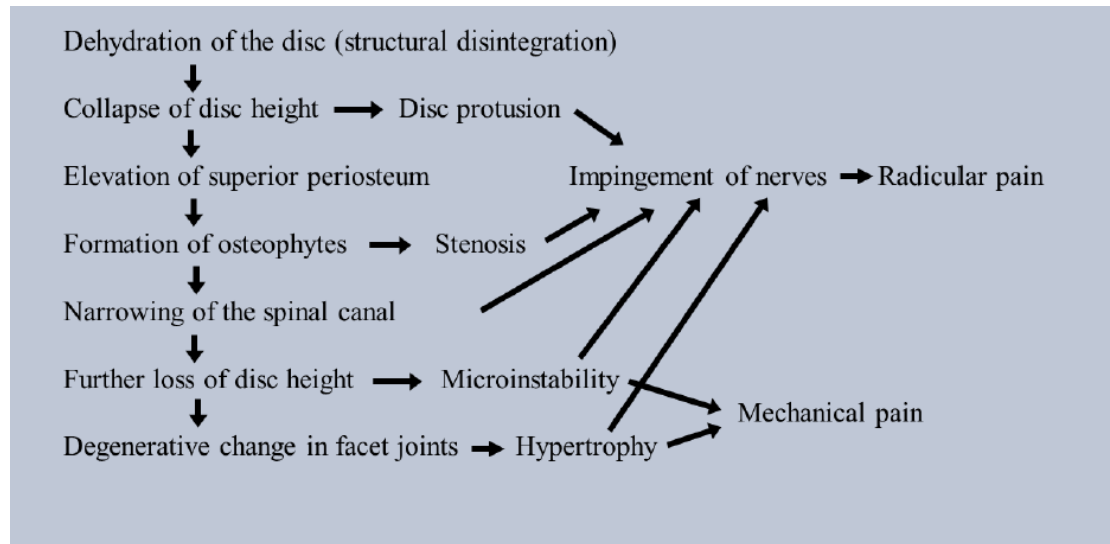 Dehydration of the disc (structural disintegration)
Collapse of disc height Disc protusion
Elevation of superior periosteum Impingement of nerves Radicular pain
Formation of osteophytes Stenosis
Narrowing of the spinal canal
Further loss of disc height Microinstability
Mechanical pain
Degenerative change in facet joints Hypertrophy